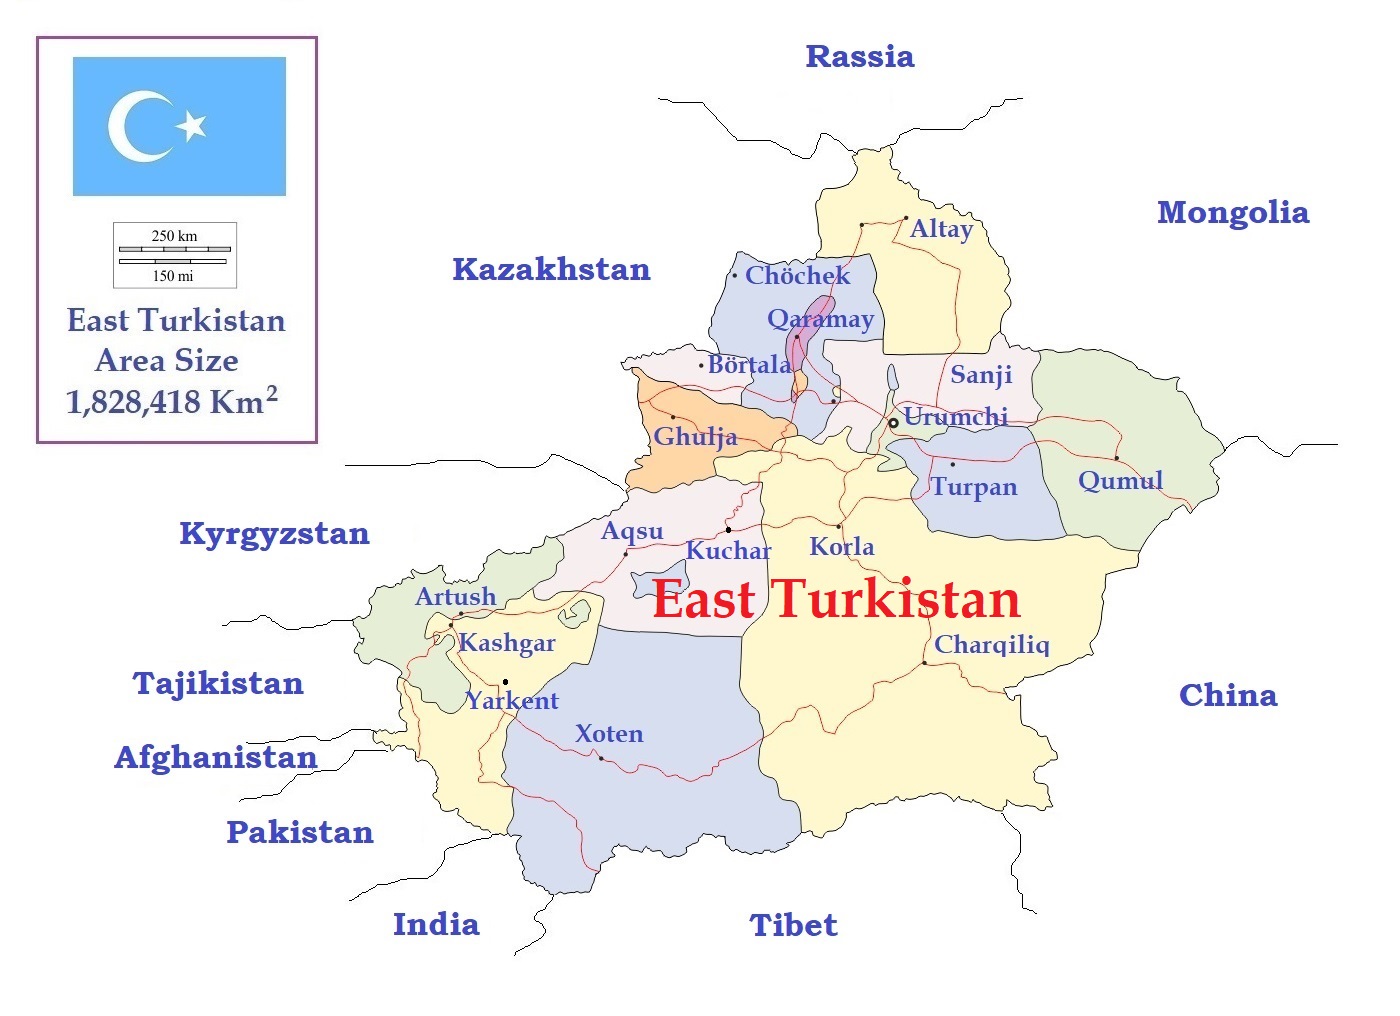 Rassia
Mongolia
Kazakhstan
250 km
150 mi
East Turkistan
Area Size
1,828,418 Km²
Altay
Chöchek
Qaramay
Börtala
Sanji
Urumchi
Ghulja
Turpan
Qumul
Kyrgyzstan
Aqsu
Kuchar
Korla
East Turkistan
Artush
Kashgar
Charqiliq
Tajikistan
Yarkent
China
Xoten
Afghanistan
Pakistan
India
Tibet